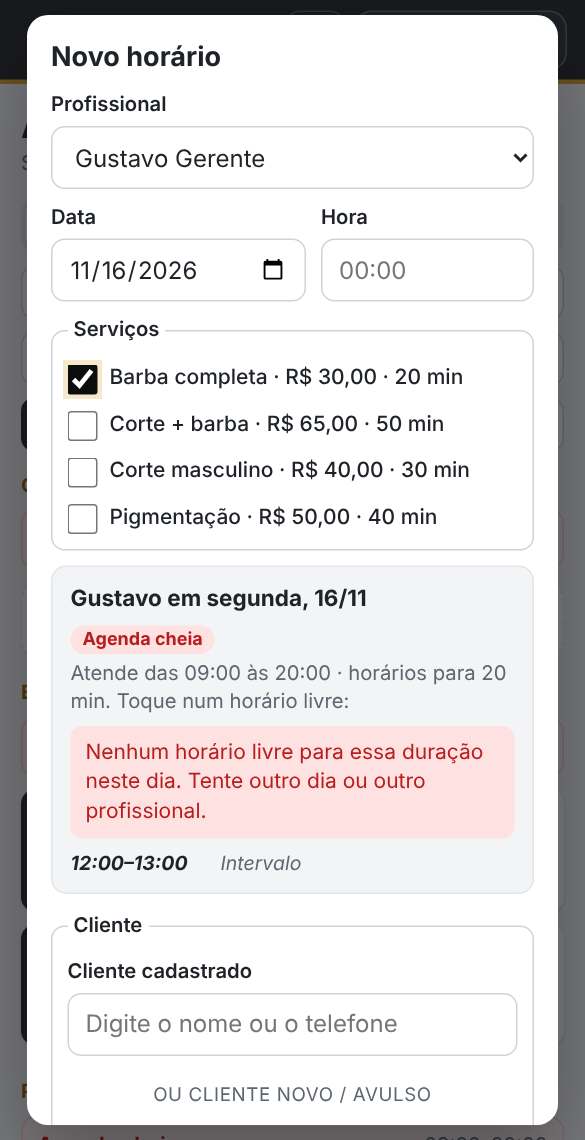 Novo horário
Profissional
Gustavo Gerente
Data
Hora
11/16/2026
00:00
Serviços
Barba completa · R$ 30,00 · 20 min
Corte + barba · R$ 65,00 · 50 min
Corte masculino · R$ 40,00 · 30 min
Pigmentação · R$ 50,00 · 40 min
Gustavo em segunda, 16/11
Agenda cheia
Atende das 09:00 às 20:00 · horários para 20
min. Toque num horário livre:
Nenhum horário livre para essa duração
neste dia. Tente outro dia ou outro
profissional.
12:00–13:00 Intervalo
Cliente
Cliente cadastrado
Digite o nome ou o telefone
OU CLIENTE NOVO / AVULSO